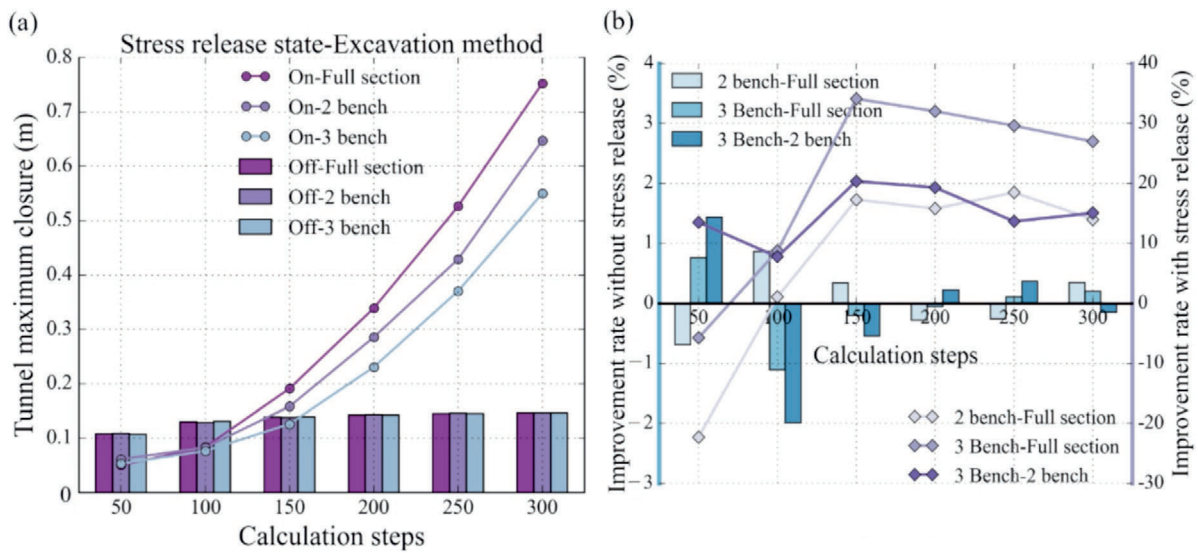 (a)
Stress release state-Excavation method
0.8
0.7
0.6
0.5
0.4
0.3
0.2
0.1
0
Tunnel maximum closure (m)
On-Full section
On-2 bench
On-3 bench
Off-Full section
Off-2 bench
Off-3 bench
50 100 150 200 250 300
Calculation steps
(b)
4
3
2
1
0
−1
−2
−3
Improvement rate without stress release (%)
2 bench-Full section
3 Bench-Full section
3 Bench-2 bench
50 100 150 200 250 300
Calculation steps
2 bench-Full section
3 Bench-Full section
3 Bench-2 bench
40
30
20
10
0
-10
-20
-30
Improvement rate with stress release (%)